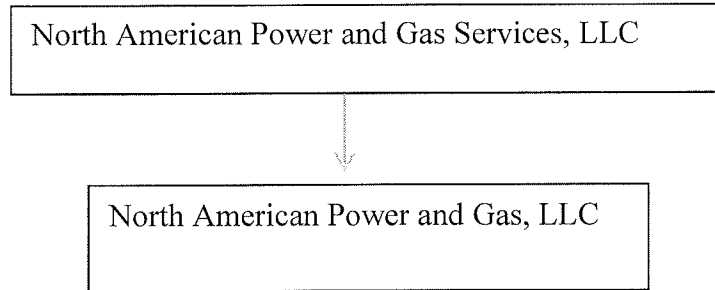 North American Power and Gas Services, LLC
North American Power and Gas, LLC